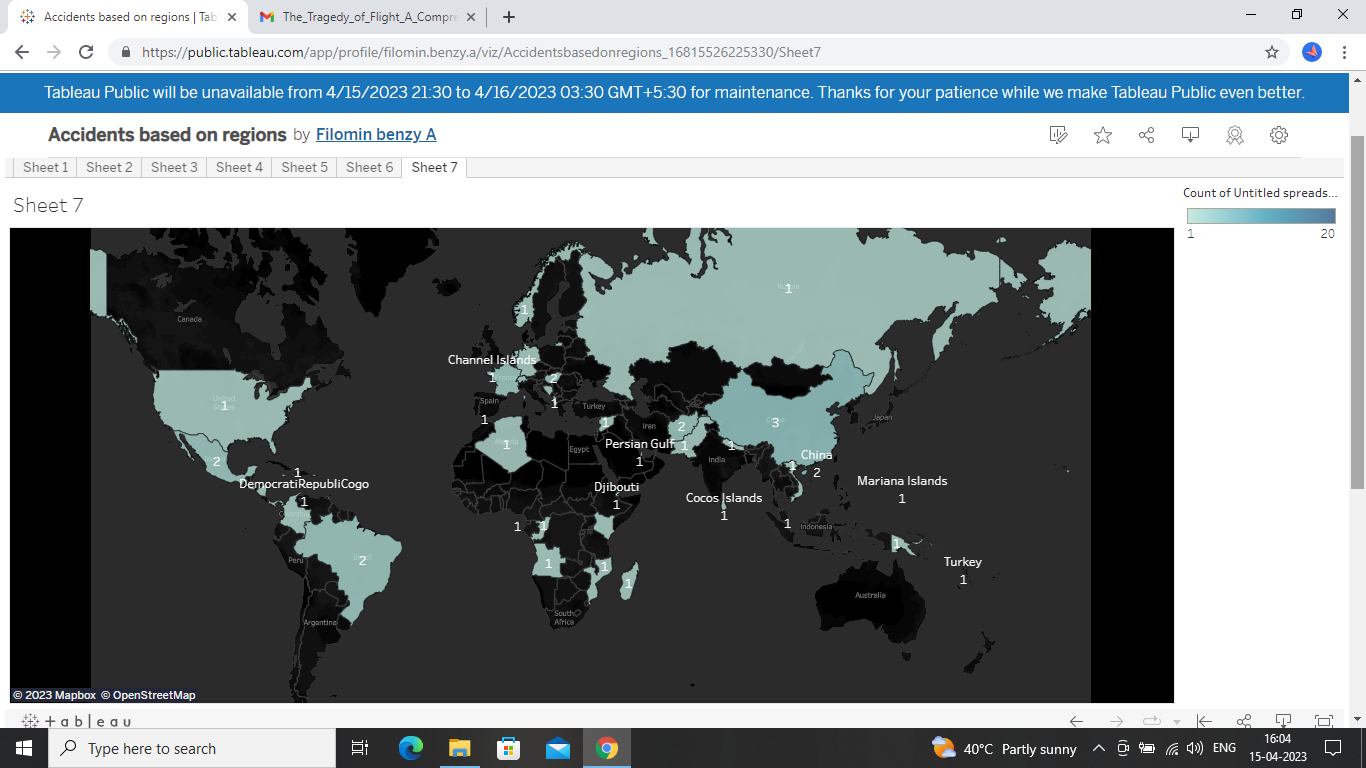 Accidents based on regions | Tab
The_Tragedy_of_Flight_A_Compre
https://public.tableau.com/app/profile/filomin.benzy.a/viz/Accidentsbasedonregions_16815526225330/Sheet7
Tableau Public will be unavailable from 4/15/2023 21:30 to 4/16/2023 03:30 GMT+5:30 for maintenance. Thanks for your patience while we make Tableau Public even better.
Accidents based on regions by Filomin benzy A
Sheet 1 Sheet 2 Sheet 3 Sheet 4 Sheet 5 Sheet 6 Sheet 7
Count of Untitled spreads...
Sheet 7
1 20
Russia
1
1
Canada
Channel Islands
1
2
United States
1
Spain
1
Turkey
1
Iran
2
3
Japan
1
Algeria
1
Egypt
Persian Gulf
1
1
1
India
China
1
2
2
1
DemocratiRepubliCogo
1
Colombia
Djibouti
1
Cocos Islands
1
Mariana Islands
1
1
1
1
Indonesia
1
Peru
2
1
1
1
Turkey
1
Australia
South
Africa
Argentina
© 2023 Mapbox © OpenStreetMap
+ a b | e a u
Type here to search
40°C Partly sunny
ENG
16:04
15-04-2023